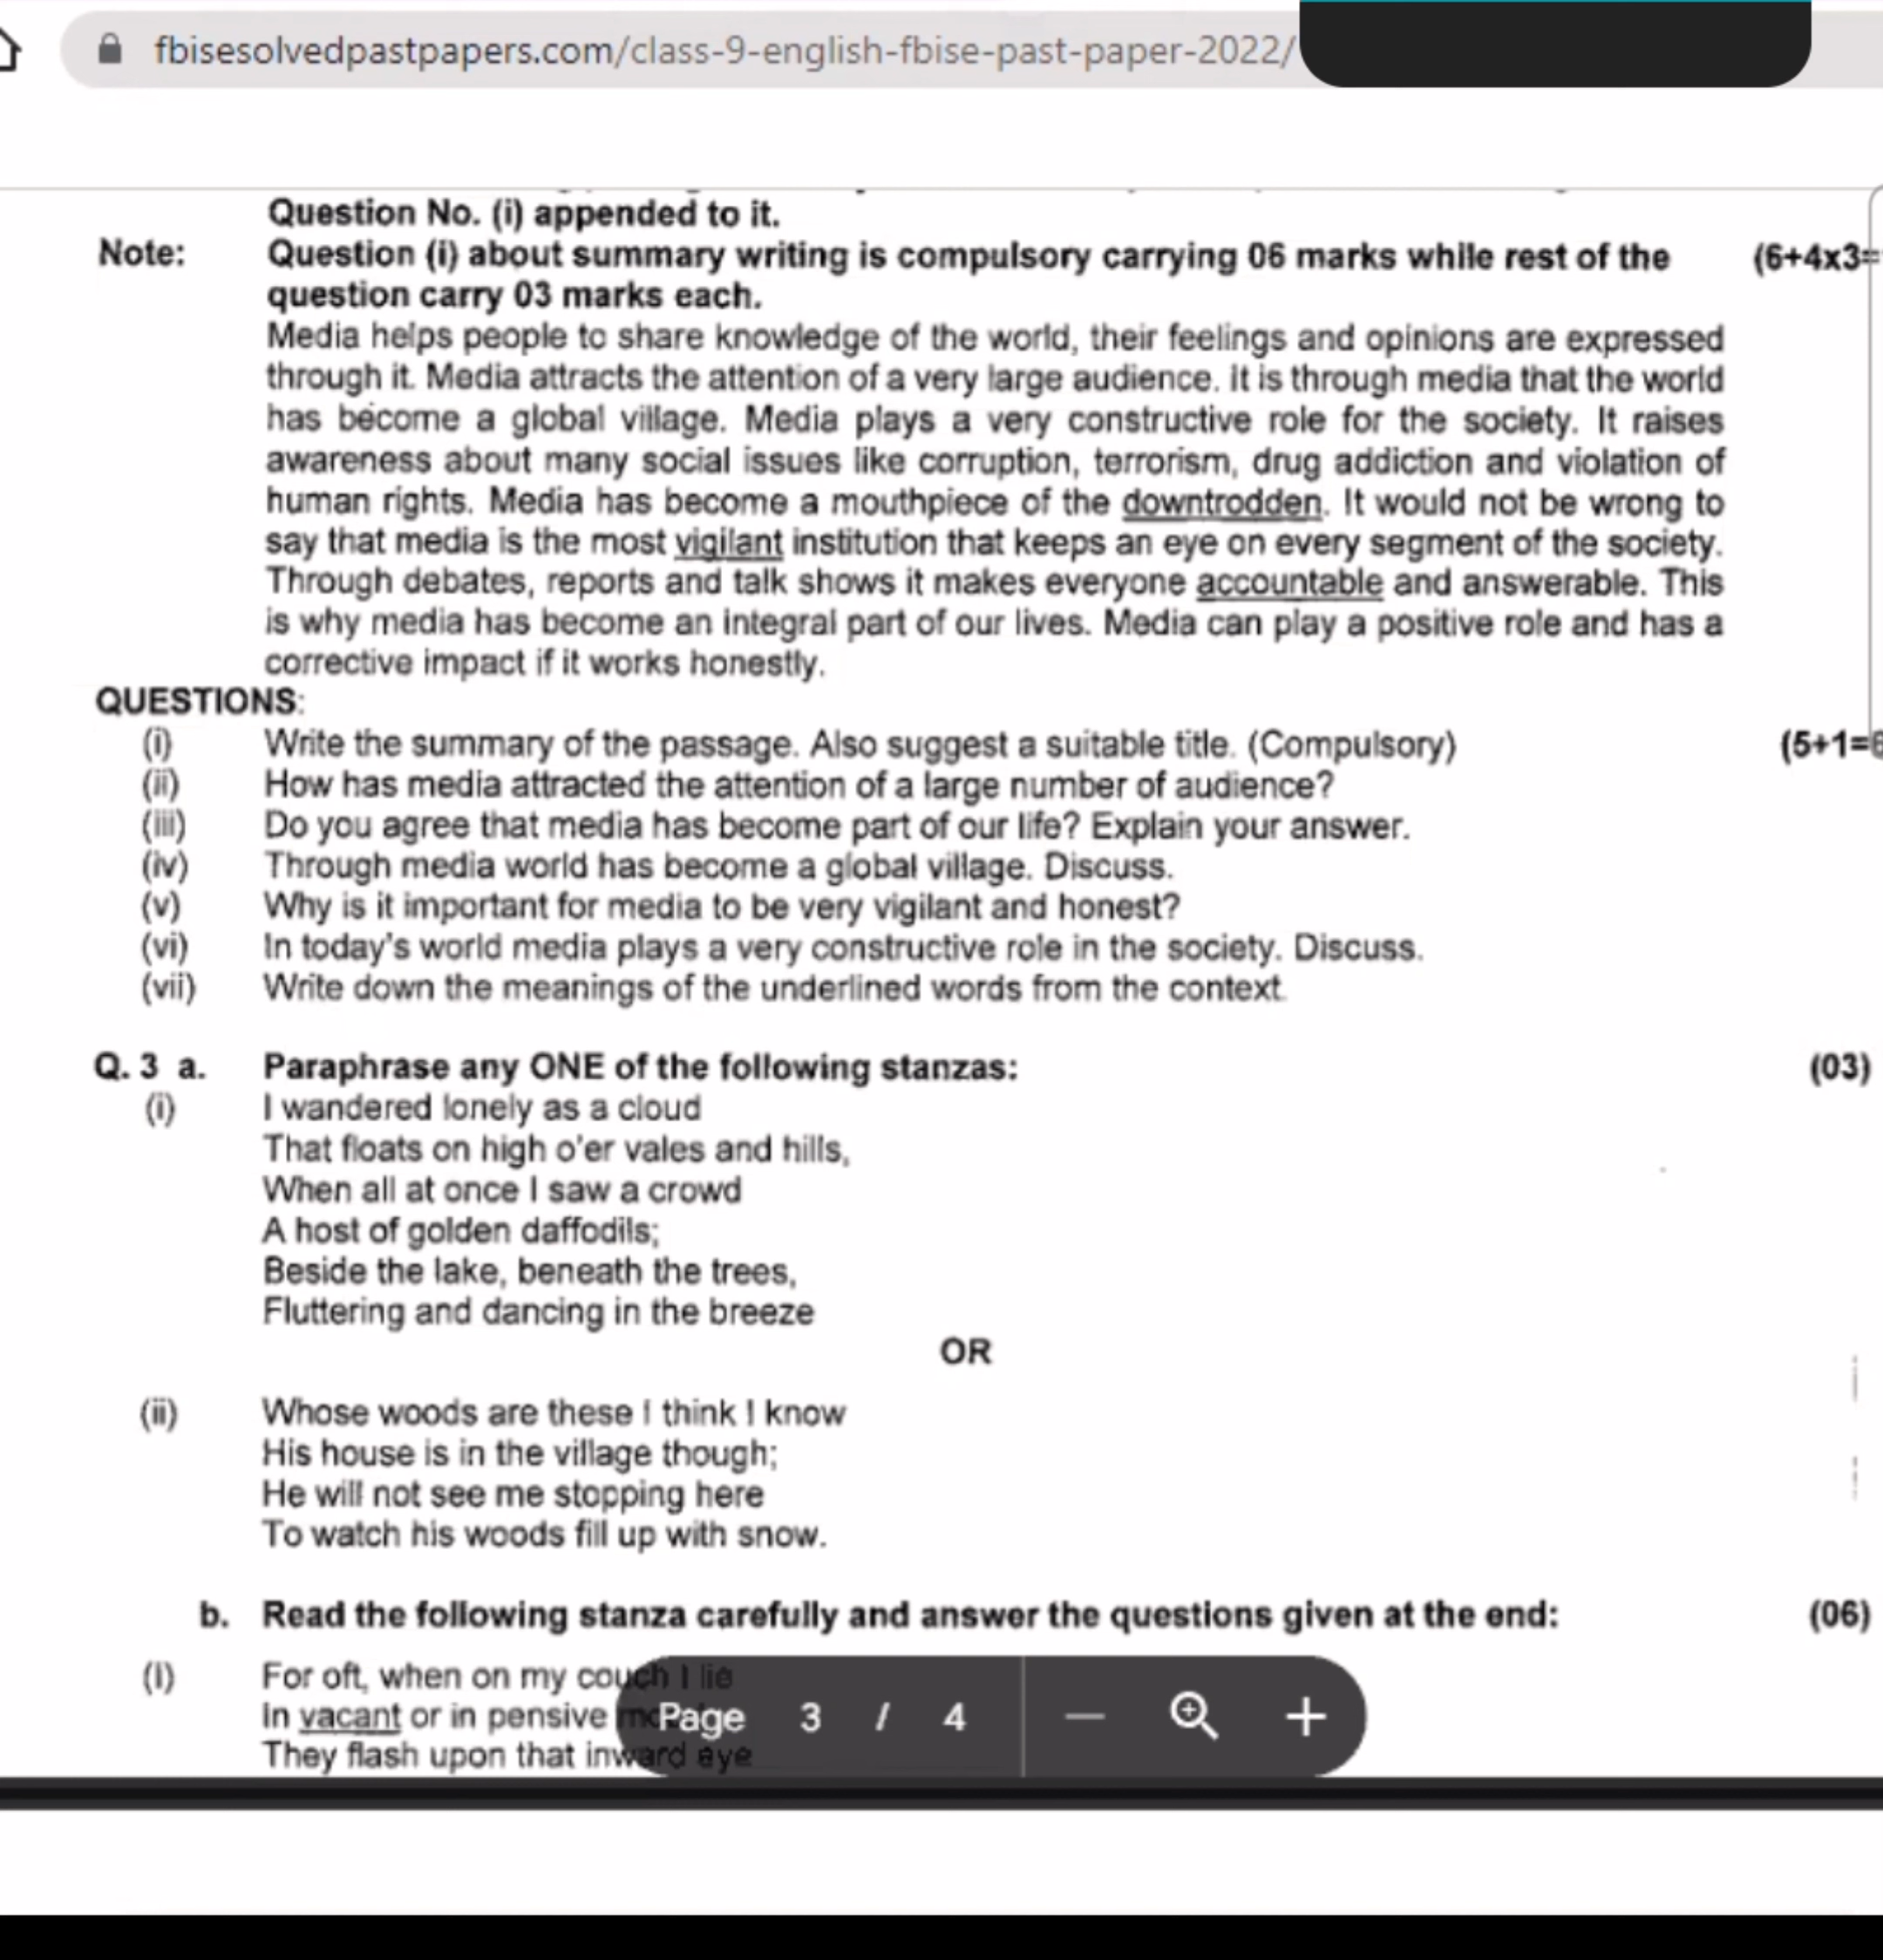 fbisesolvedpastpapers.com/class-9-english-fbise-past-paper-2022/
Question No. (i) appended to it.
Note: Question (i) about summary writing is compulsory carrying 06 marks while rest of the (6+4x3=
question carry 03 marks each.
Media helps people to share knowledge of the world, their feelings and opinions are expressed
through it. Media attracts the attention of a very large audience. It is through media that the world
has become a global village. Media plays a very constructive role for the society. It raises
awareness about many social issues like corruption, terrorism, drug addiction and violation of
human rights. Media has become a mouthpiece of the downtrodden. It would not be wrong to
say that media is the most vigilant institution that keeps an eye on every segment of the society.
Through debates, reports and talk shows it makes everyone accountable and answerable. This
is why media has become an integral part of our lives. Media can play a positive role and has a
corrective impact if it works honestly.
QUESTIONS:
(i) Write the summary of the passage. Also suggest a suitable title. (Compulsory) (5+1=6
(ii) How has media attracted the attention of a large number of audience?
(iii) Do you agree that media has become part of our life? Explain your answer.
(iv) Through media world has become a global village. Discuss.
(v) Why is it important for media to be very vigilant and honest?
(vi) In today's world media plays a very constructive role in the society. Discuss.
(vii) Write down the meanings of the underlined words from the context.
Q. 3 a. Paraphrase any ONE of the following stanzas: (03)
(i) I wandered lonely as a cloud
That floats on high o'er vales and hills,
When all at once I saw a crowd
A host of golden daffodils;
Beside the lake, beneath the trees,
Fluttering and dancing in the breeze
OR
(ii) Whose woods are these I think I know
His house is in the village though;
He will not see me stopping here
To watch his woods fill up with snow.
b. Read the following stanza carefully and answer the questions given at the end: (06)
(i) For oft, when on my couch I lie
In vacant or in pensive
They flash upon that inward eye
Page 3 / 4